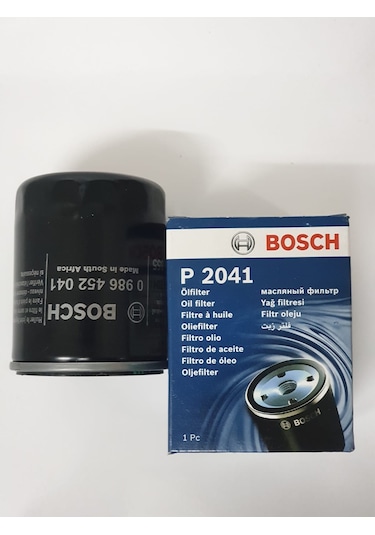 BOSCH
0 986 452 041
Made in South Africa
BOSCH
P 2041
Ölfilter
Oil filter
Filtre à huile
Oliefilter
Filtro olio
Filtro de aceite
Filtro de óleo
Oljefilter
масляный фильтр
Yağ filtresi
Filtr oleju
فلتر زيت
1 Pc